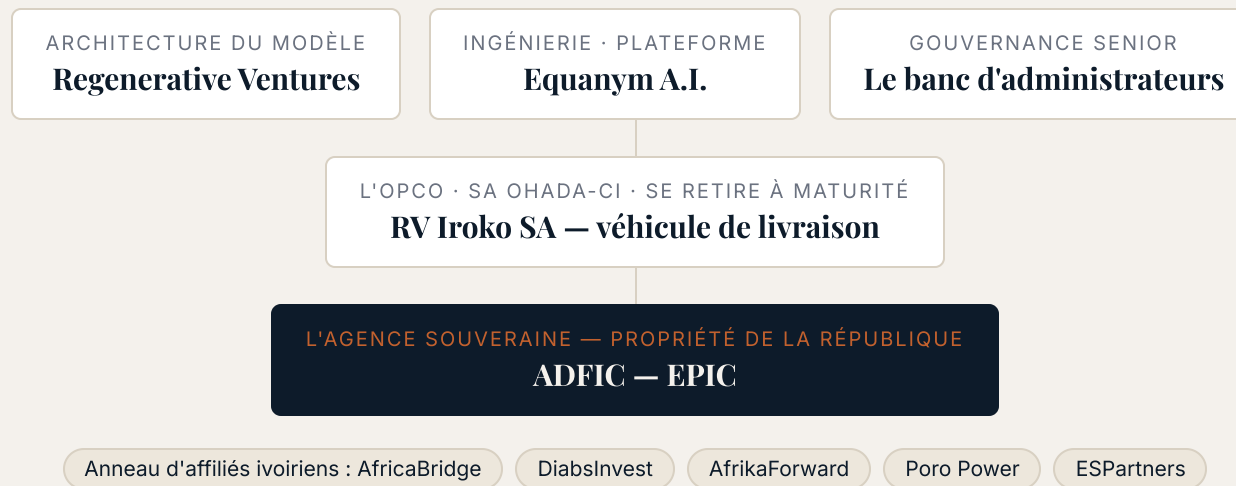 ARCHITECTURE DU MODÈLE
Regenerative Ventures
INGÉNIERIE · PLATEFORME
Equanym A.I.
GOUVERNANCE SENIOR
Le banc d'administrateurs
L'OPCO · SA OHADA-CI · SE RETIRE À MATURITÉ
RV Iroko SA — véhicule de livraison
L'AGENCE SOUVERAINE — PROPRIÉTÉ DE LA RÉPUBLIQUE
ADFIC — EPIC
Anneau d'affiliés ivoiriens : AfricaBridge
DiabsInvest
AfrikaForward
Poro Power
ESPartners